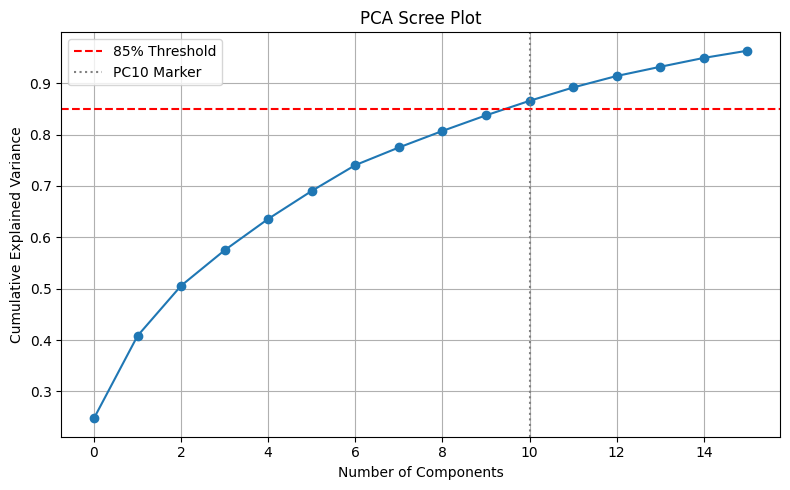 PCA Scree Plot
85% Threshold
PC10 Marker
Cumulative Explained Variance
0.9
0.8
0.7
0.6
0.5
0.4
0.3
0 2 4 6 8 10 12 14
Number of Components